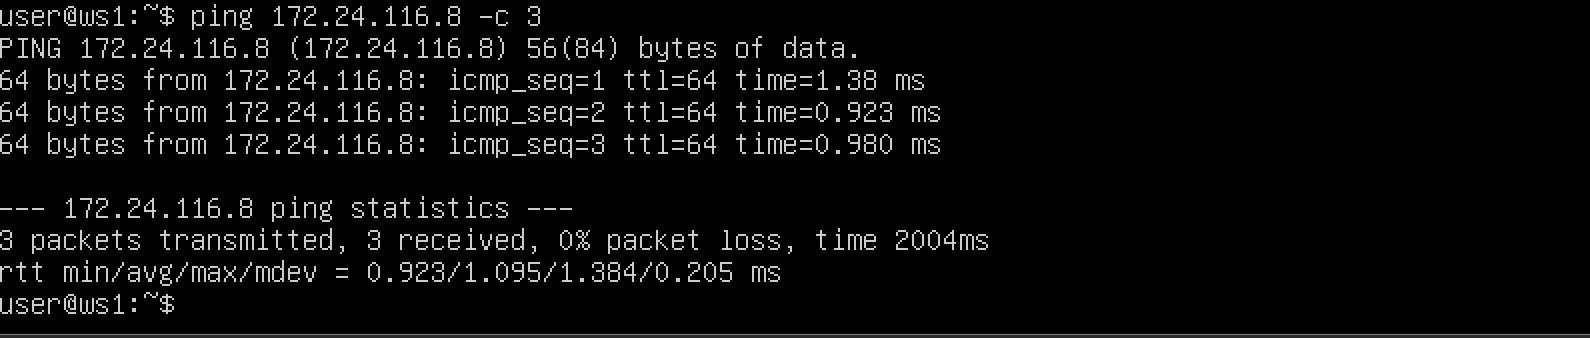 user@ws1:~$ ping 172.24.116.8 -c 3
PING 172.24.116.8 (172.24.116.8) 56(84) bytes of data.
64 bytes from 172.24.116.8: icmp_seq=1 ttl=64 time=1.38 ms
64 bytes from 172.24.116.8: icmp_seq=2 ttl=64 time=0.923 ms
64 bytes from 172.24.116.8: icmp_seq=3 ttl=64 time=0.980 ms
--- 172.24.116.8 ping statistics ---
3 packets transmitted, 3 received, 0% packet loss, time 2004ms
rtt min/avg/max/mdev = 0.923/1.095/1.384/0.205 ms
user@ws1:~$